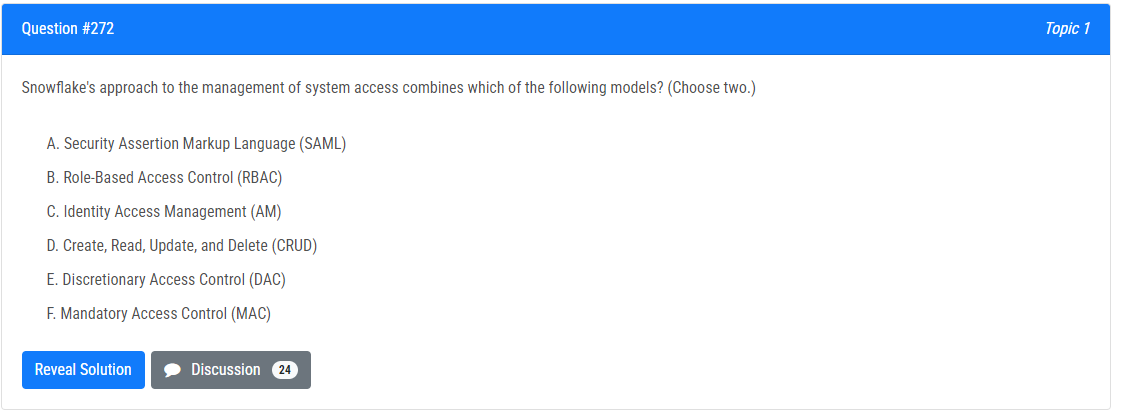 Question #272
Topic 1
Snowflake's approach to the management of system access combines which of the following models? (Choose two.)
A. Security Assertion Markup Language (SAML)
B. Role-Based Access Control (RBAC)
C. Identity Access Management (AM)
D. Create, Read, Update, and Delete (CRUD)
E. Discretionary Access Control (DAC)
F. Mandatory Access Control (MAC)
Reveal Solution
Discussion 24